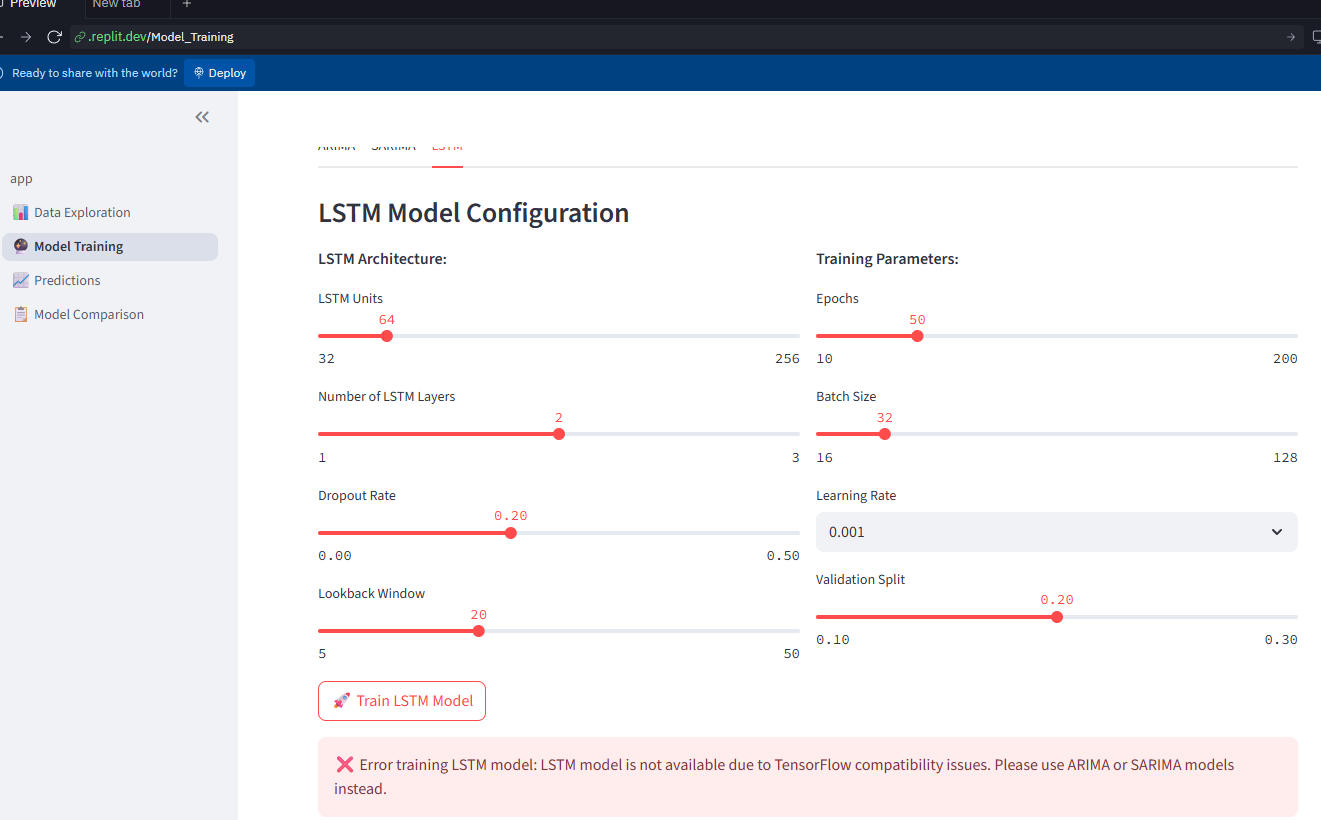 Preview
New tab
.replit.dev/Model_Training
Ready to share with the world?
Deploy
app
Data Exploration
Model Training
Predictions
Model Comparison
ARIMA
SARIMA
LSTM
LSTM Model Configuration
LSTM Architecture:
LSTM Units
64
32
256
Number of LSTM Layers
2
1
3
Dropout Rate
0.20
0.00
0.50
Lookback Window
20
5
50
Training Parameters:
Epochs
50
10
200
Batch Size
32
16
128
Learning Rate
0.001
Validation Split
0.20
0.10
0.30
Train LSTM Model
Error training LSTM model: LSTM model is not available due to TensorFlow compatibility issues. Please use ARIMA or SARIMA models
instead.